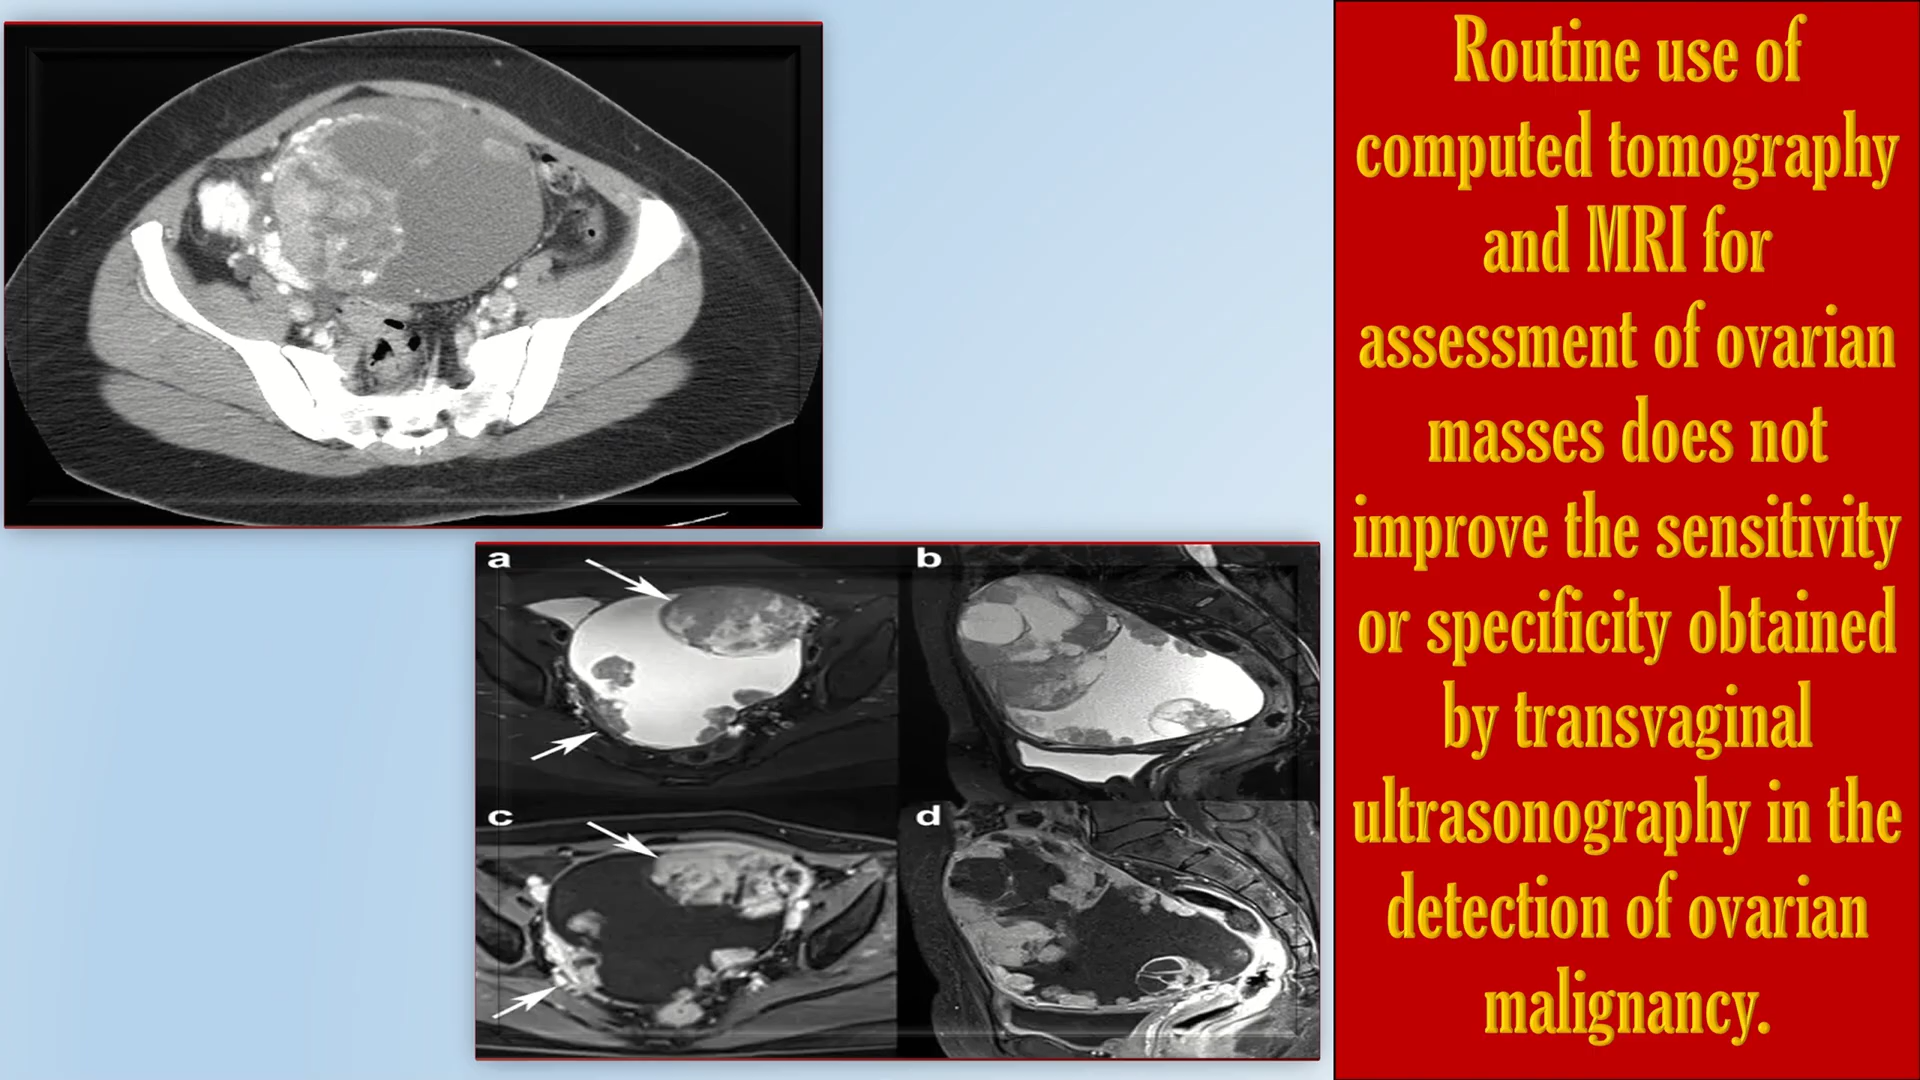 Routine use of
computed tomography
and MRI for
assessment of ovarian
masses does not
improve the sensitivity
or specificity obtained
by transvaginal
ultrasonography in the
detection of ovarian
malignancy.
a
b
c
d